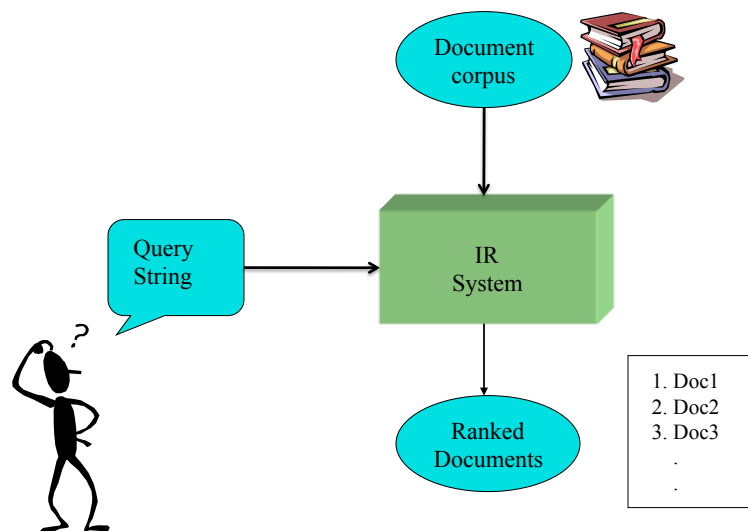 Document
corpus
Query
String
IR
System
?
Ranked
Documents
1. Doc1
2. Doc2
3. Doc3
.
.